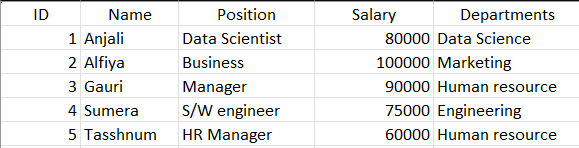 ID Name Position Salary Departments
1 Anjali Data Scientist 80000 Data Science
2 Alfiya Business 100000 Marketing
3 Gauri Manager 90000 Human resource
4 Sumera S/W engineer 75000 Engineering
5 Tasshnum HR Manager 60000 Human resource